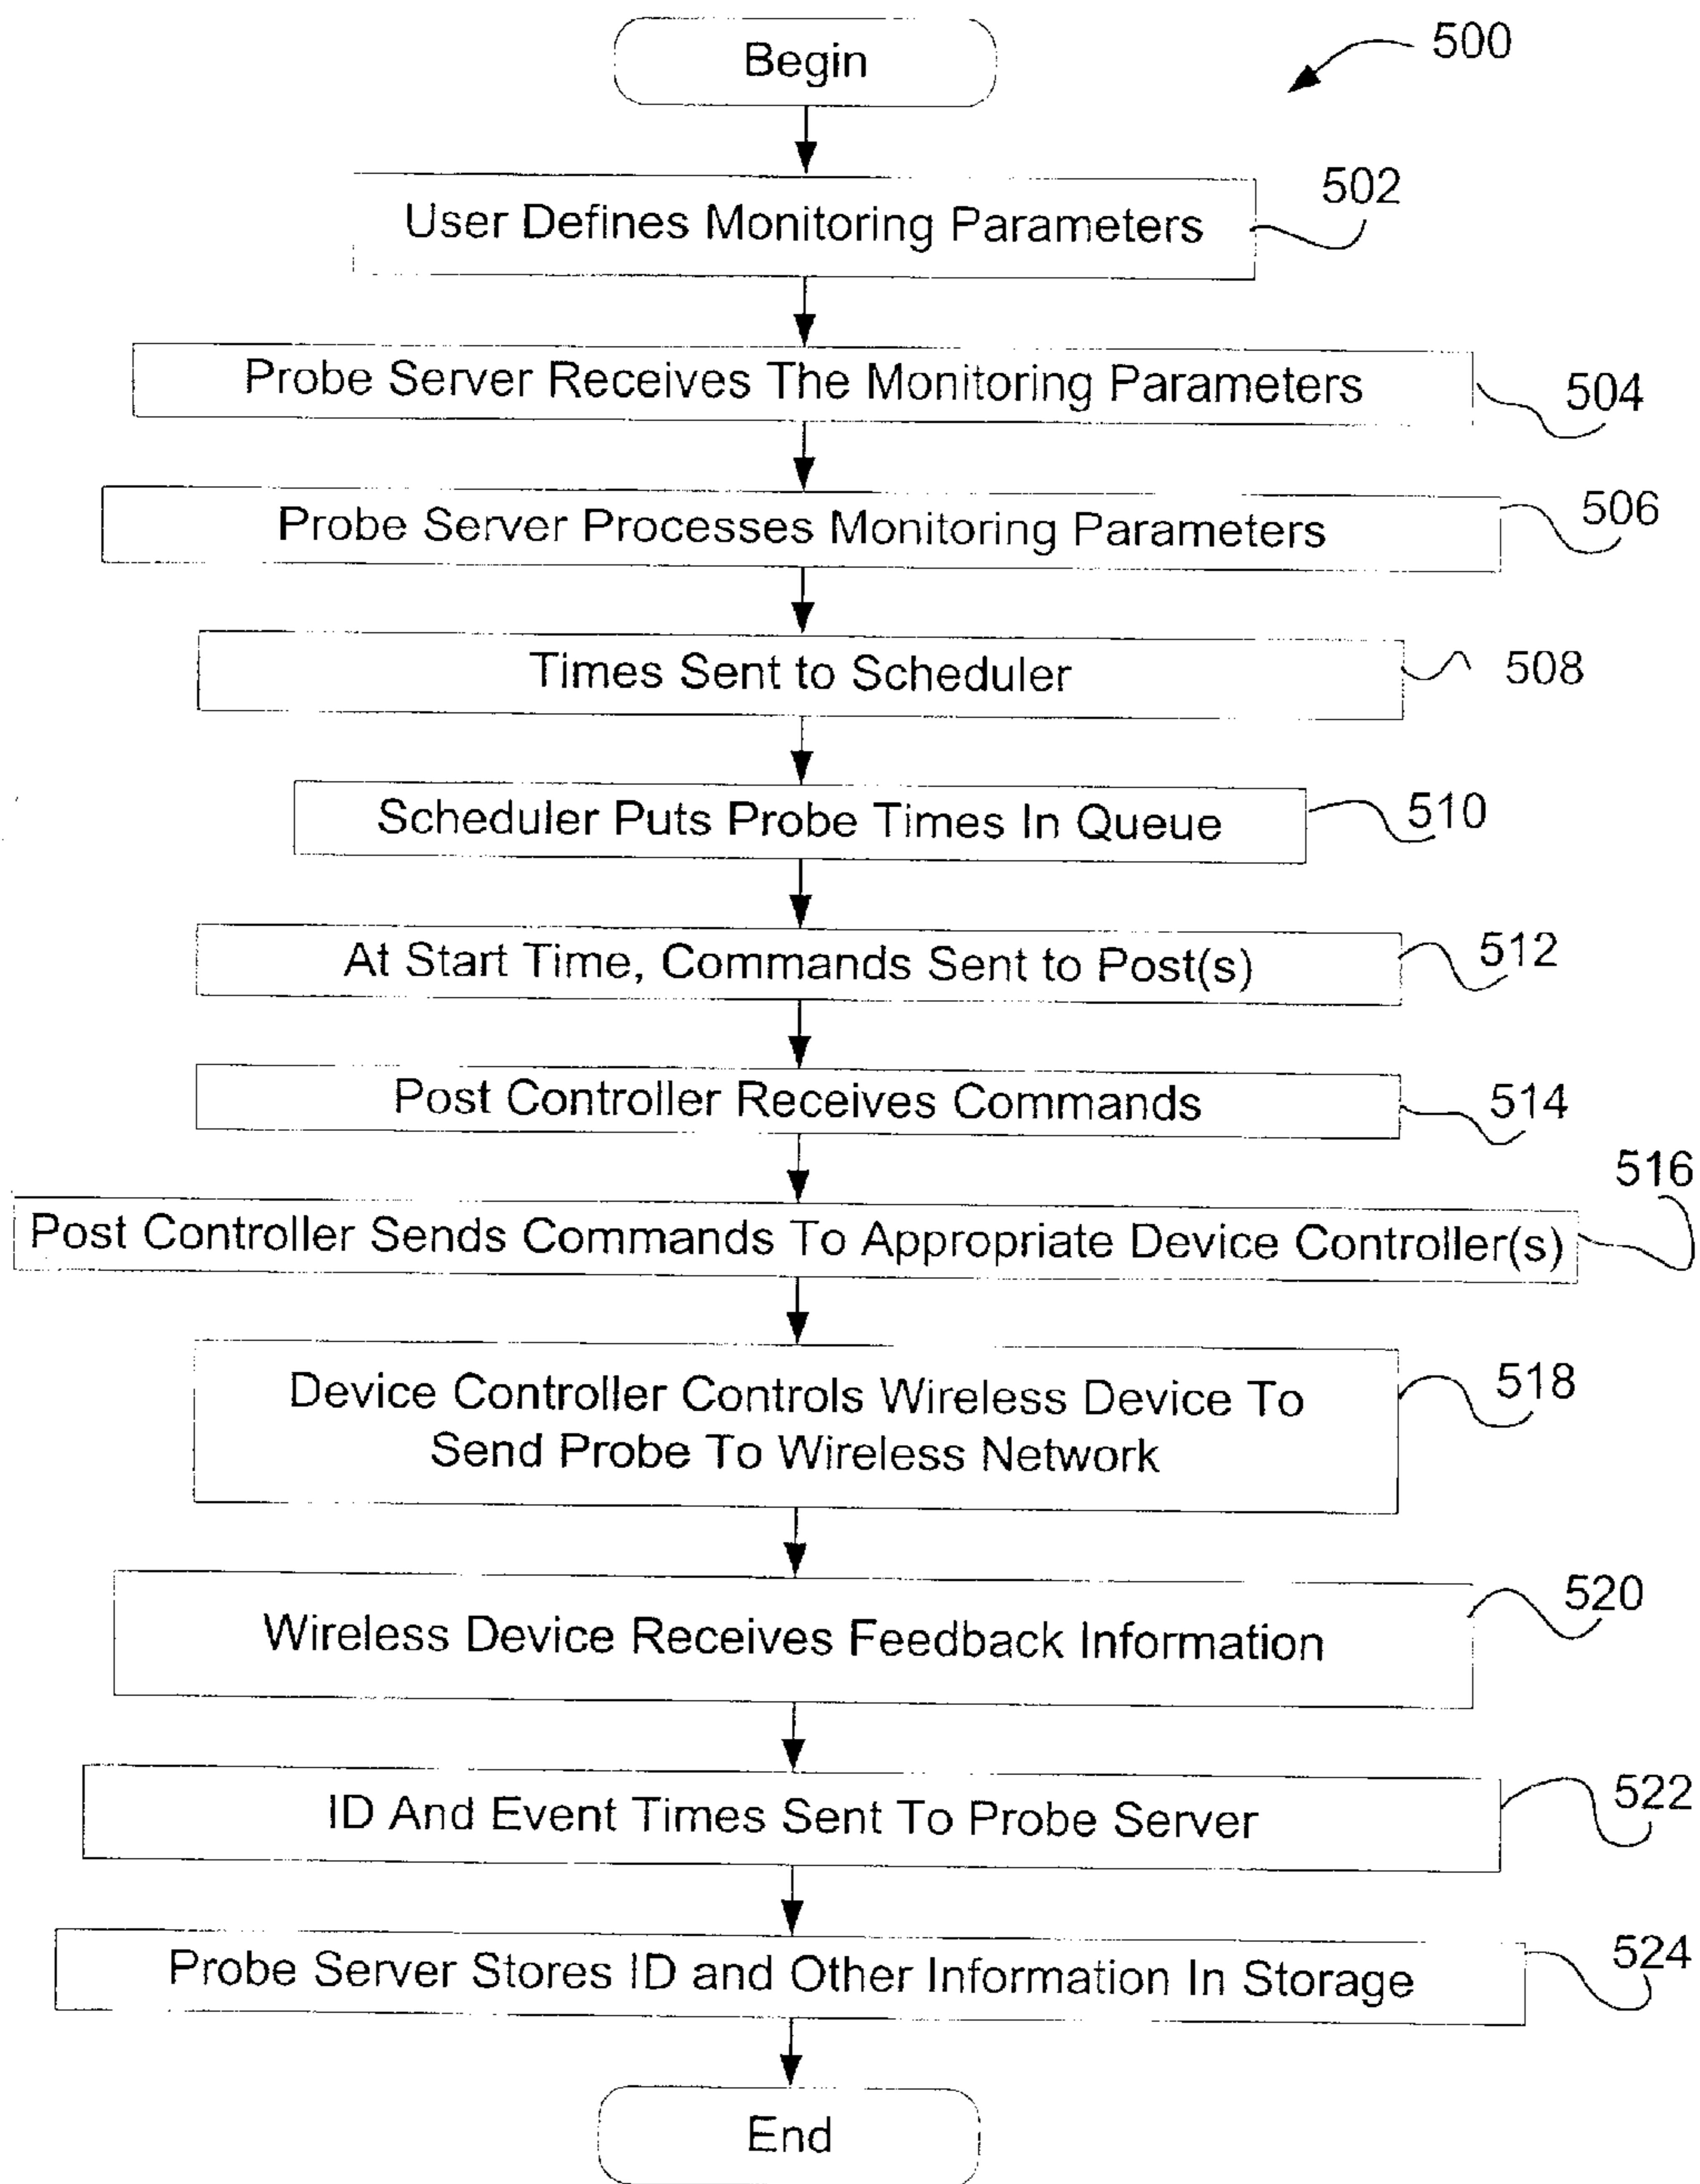 Begin
500
User Defines Monitoring Parameters
502
Probe Server Receives The Monitoring Parameters
504
Probe Server Processes Monitoring Parameters
506
Times Sent to Scheduler
508
Scheduler Puts Probe Times In Queue
510
At Start Time, Commands Sent to Post(s)
512
Post Controller Receives Commands
514
Post Controller Sends Commands To Appropriate Device Controller(s)
516
Device Controller Controls Wireless Device To
Send Probe To Wireless Network
518
Wireless Device Receives Feedback Information
520
ID And Event Times Sent To Probe Server
522
Probe Server Stores ID and Other Information In Storage
524
End